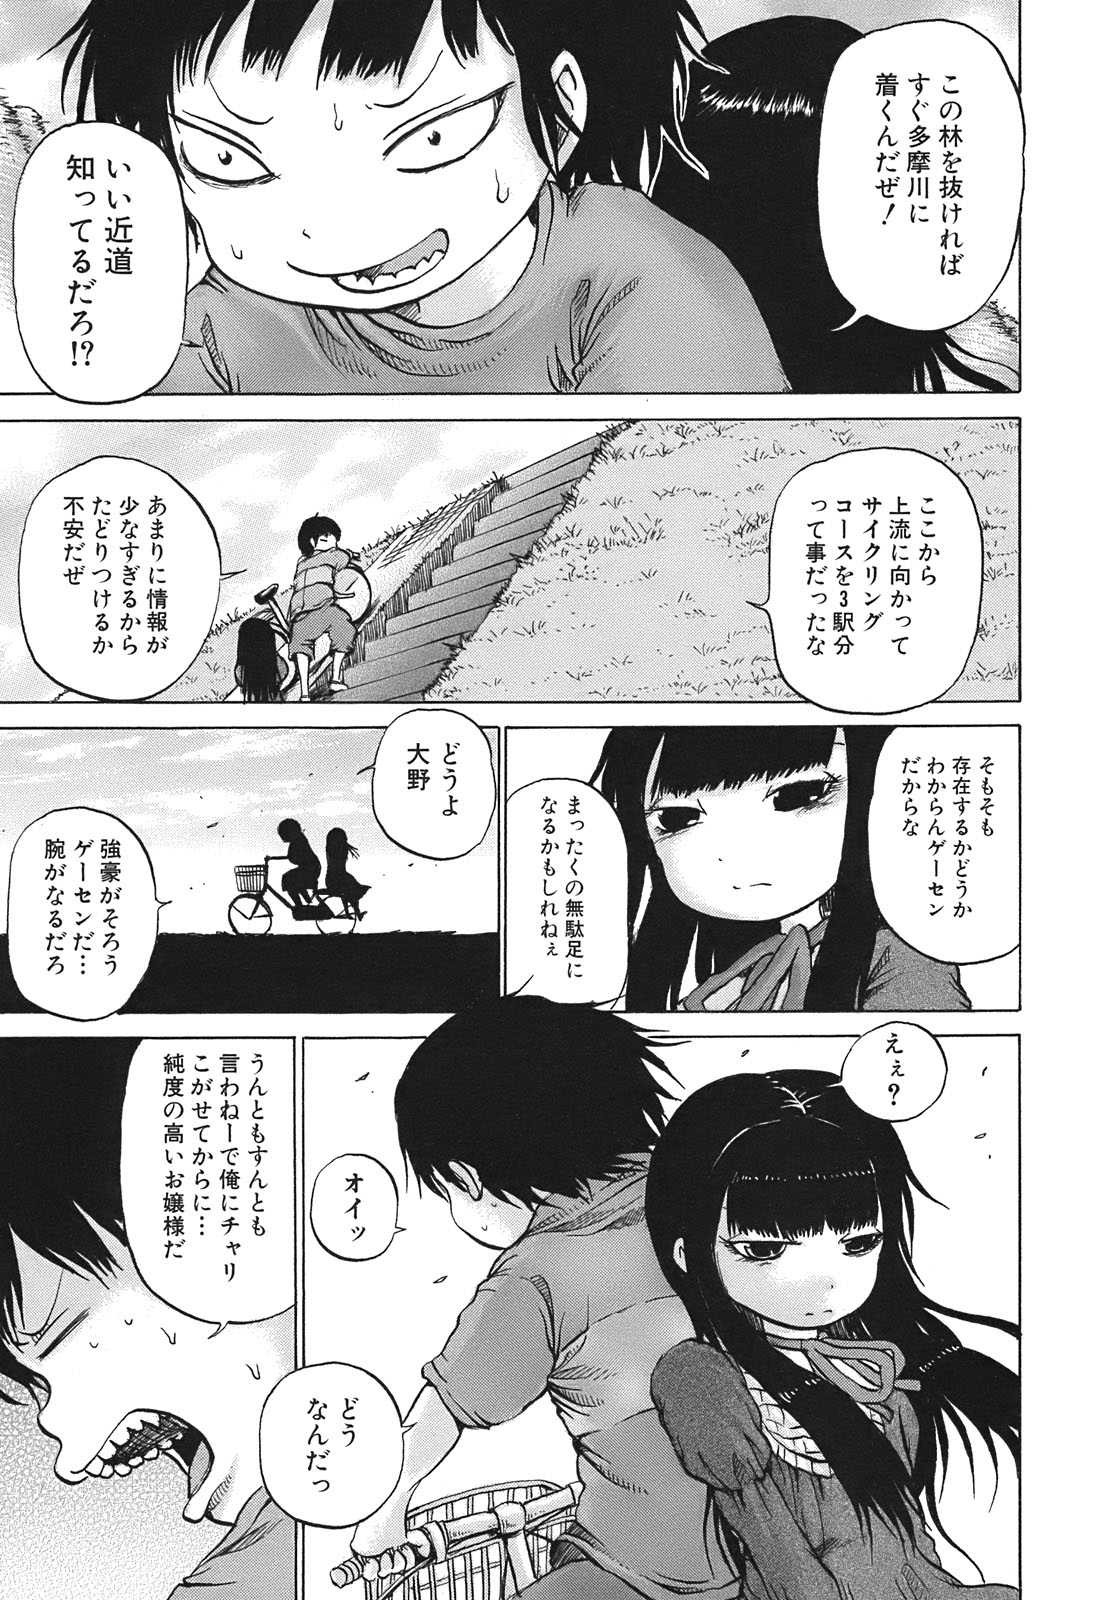 この林を抜ければ
すぐ多摩川に
着くんだぜ！
いい近道
知ってるだろ!?
ここから
上流に向かって
サイクリング
コースを3駅分
って事だったな
あまりに情報が
少なすぎるから
たどりつけるか
不安だぜ
そもそも
存在するかどうか
わからんゲーセン
だからな
まったくの無駄足に
なるかもしれねぇ
どうよ
大野
強豪がそろう
ゲーセンだ…
腕がなるだろ
えぇ？
オイッ
どう
なんだっ
うんともすんとも
言わねーで俺にチャリ
こがせてからに…
純度の高いお嬢様だ